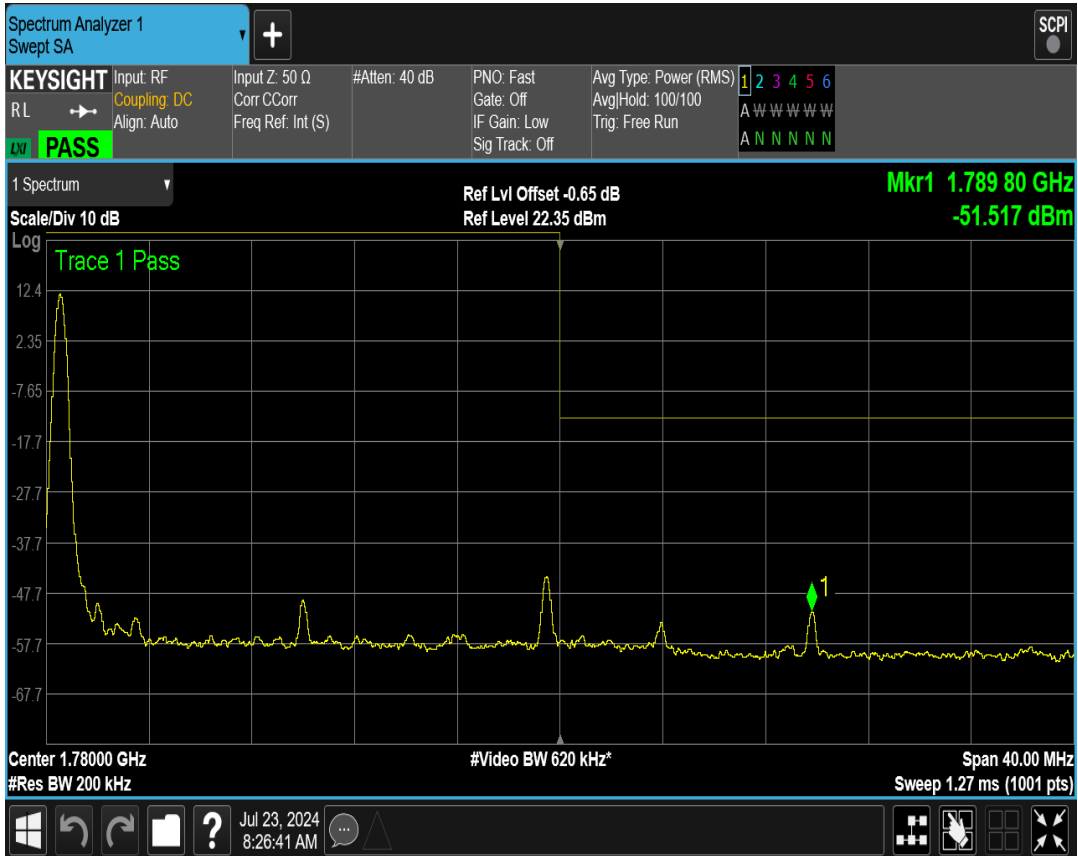 Spectrum Analyzer 1
Swept SA
+
SCPI
KEYSIGHT
R L
LXI PASS
Input: RF
Coupling: DC
Align: Auto
Input Z: 50 Ω
Corr CCorr
Freq Ref: Int (S)
#Atten: 40 dB
PNO: Fast
Gate: Off
IF Gain: Low
Sig Track: Off
Avg Type: Power (RMS)
Avg|Hold: 100/100
Trig: Free Run
1 2 3 4 5 6
A W W W W W
A N N N N N
1 Spectrum
Scale/Div 10 dB
Ref Lvl Offset -0.65 dB
Ref Level 22.35 dBm
Mkr1 1.789 80 GHz
-51.517 dBm
Log
Trace 1 Pass
12.4
2.35
-7.65
-17.7
-27.7
-37.7
-47.7
1
-57.7
-67.7
Center 1.78000 GHz
#Video BW 620 kHz*
Span 40.00 MHz
#Res BW 200 kHz
Sweep 1.27 ms (1001 pts)
?
Jul 23, 2024
8:26:41 AM